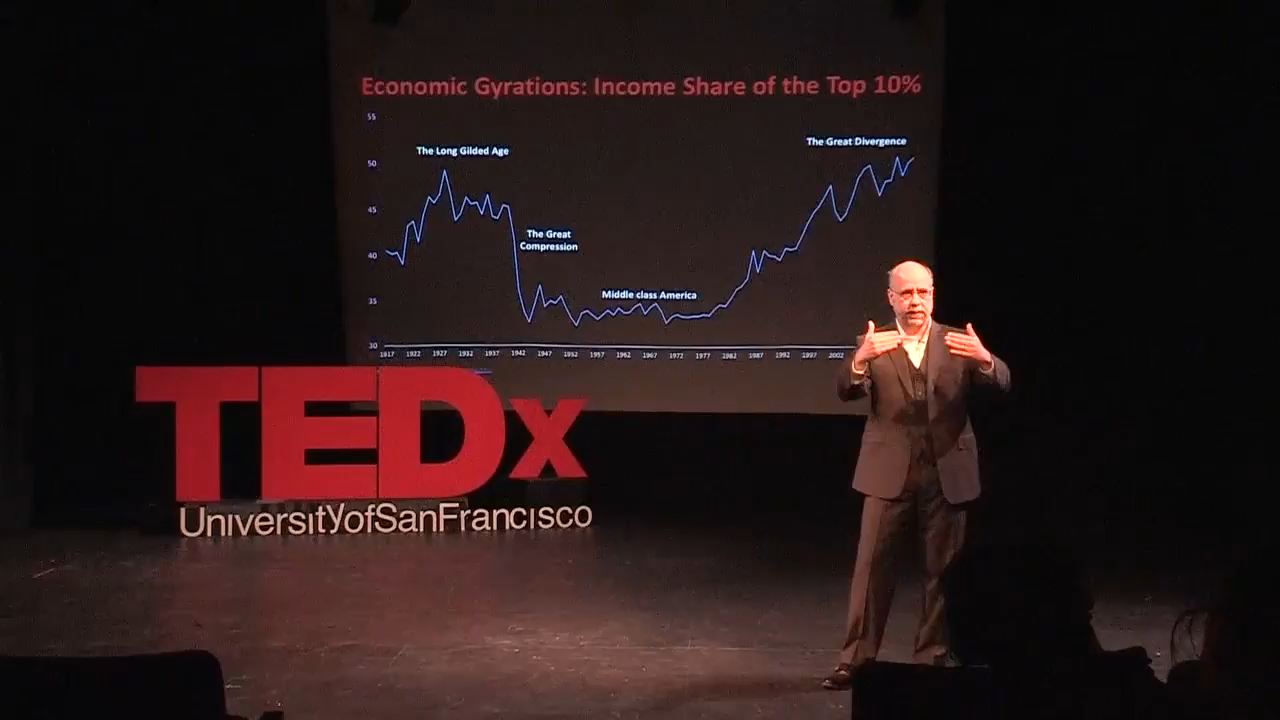 Economic Gyrations: Income Share of the Top 10%
55
The Great Divergence
The Long Gilded Age
50
45
The Great
Compression
40
35
Middle class America
30
1917 1922 1927 1932 1937 1942 1947 1952 1957 1962 1967 1972 1977 1982 1987 1992 1997 2002
TEDx
UniversityofSanFrancisco